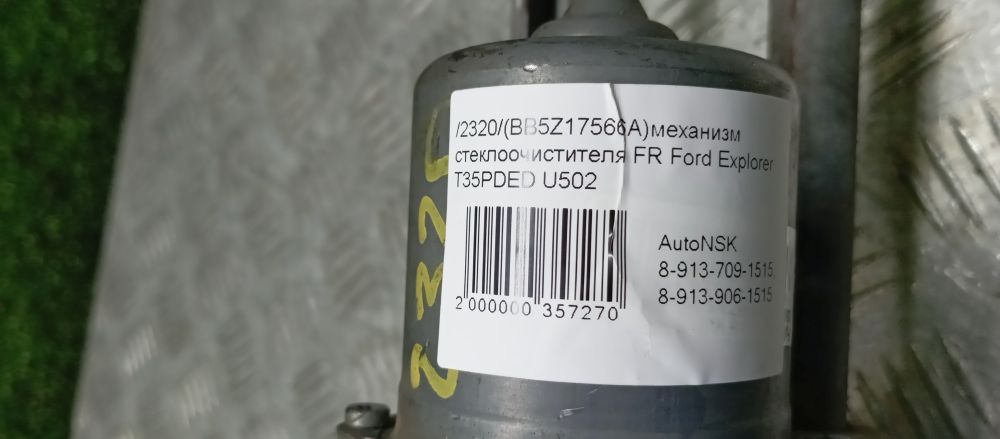 /2320/(BB5Z17566A)механизм
стеклоочистителя FR Ford Explorer
T35PDED U502
AutoNSK
8-913-709-1515
8-913-906-1515
2 000000 357270
2320